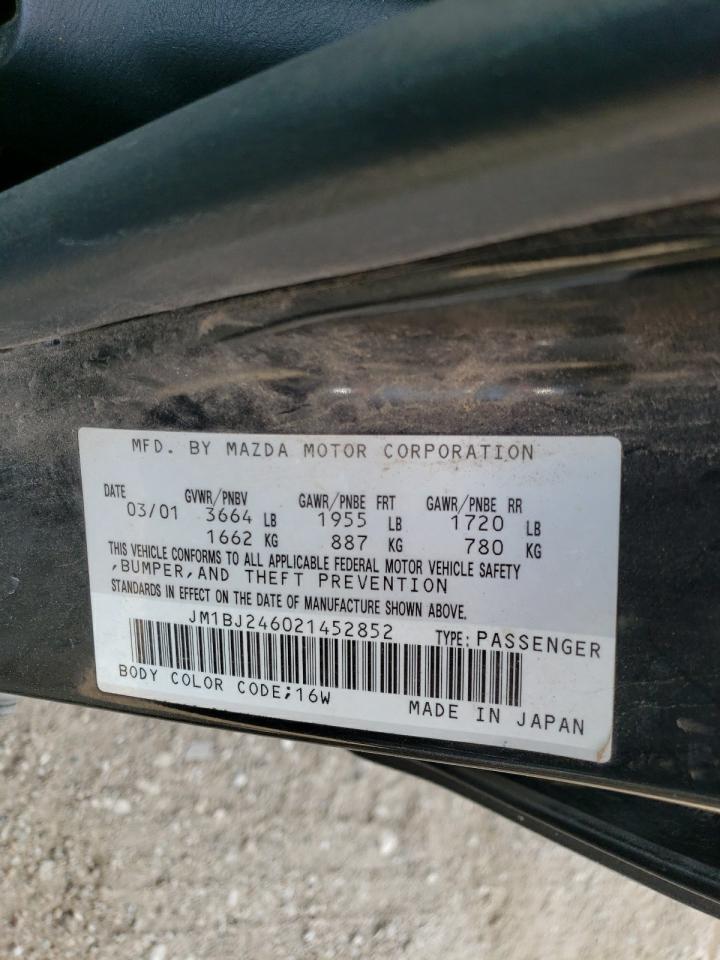 MFD. BY MAZDA MOTOR CORPORATION
DATE GVWR/PNBV GAWR/PNBE FRT GAWR/PNBE RR
03/01 3664 LB 1955 LB 1720 LB
1662 KG 887 KG 780 KG
THIS VEHICLE CONFORMS TO ALL APPLICABLE FEDERAL MOTOR VEHICLE SAFETY
,BUMPER,AND THEFT PREVENTION
STANDARDS IN EFFECT ON THE DATE OF MANUFACTURE SHOWN ABOVE.
JM1BJ246021452852 TYPE: PASSENGER
BODY COLOR CODE;16W
MADE IN JAPAN